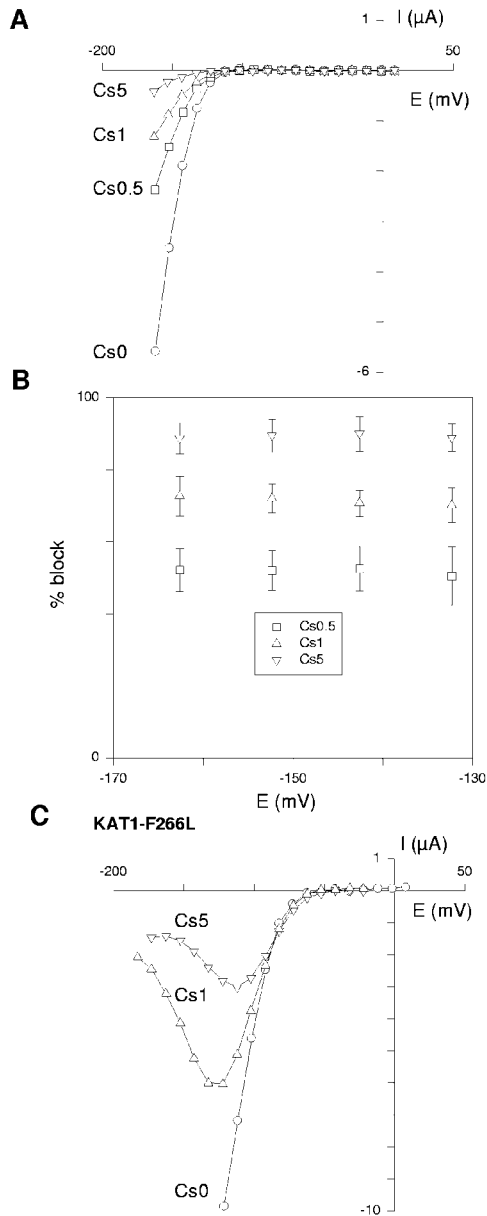 A
1
I (µA)
-200
50
E (mV)
Cs5
Cs1
Cs0.5
Cs0
-6
B
100
% block
Cs0.5
Cs1
Cs5
0
-170
-150
-130
E (mV)
C
KAT1-F266L
1
I (µA)
-200
50
E (mV)
Cs5
Cs1
Cs0
-10